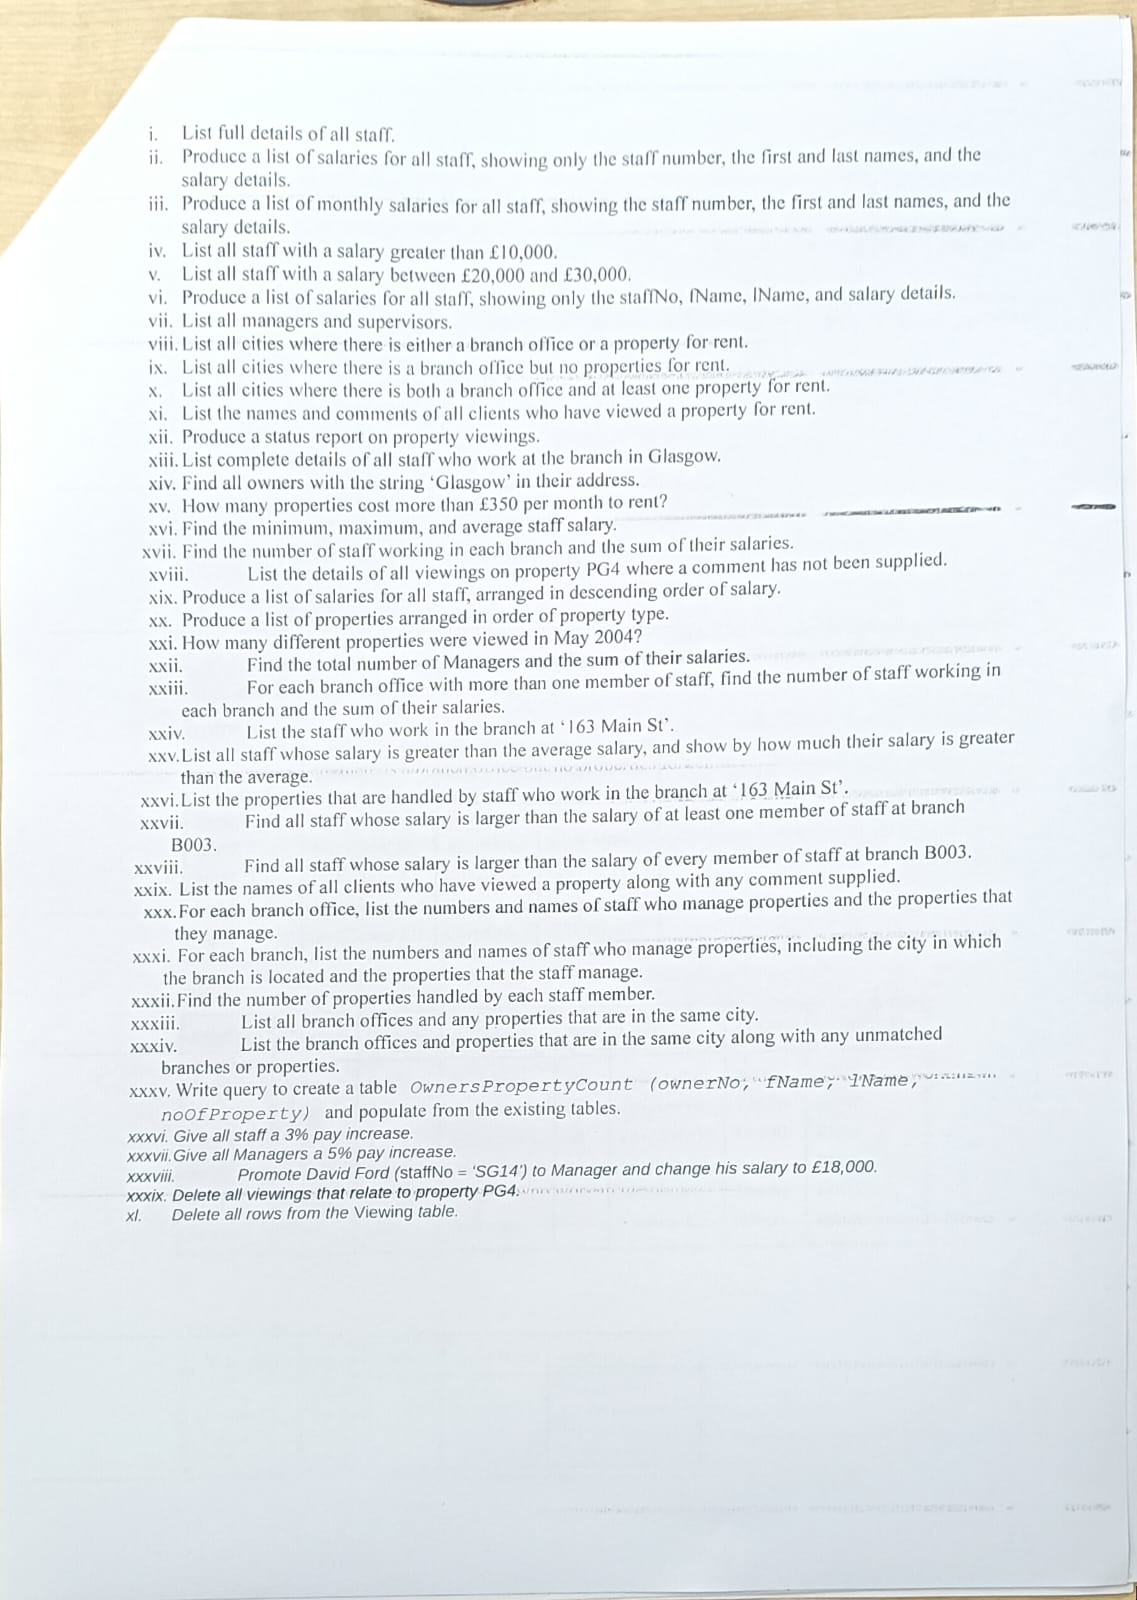 i. List full details of all staff.
ii. Produce a list of salaries for all staff, showing only the staff number, the first and last names, and the
salary details.
iii. Produce a list of monthly salaries for all staff, showing the staff number, the first and last names, and the
salary details.
iv. List all staff with a salary greater than £10,000.
v. List all staff with a salary between £20,000 and £30,000.
vi. Produce a list of salaries for all staff, showing only the staffNo, fName, lName, and salary details.
vii. List all managers and supervisors.
viii. List all cities where there is either a branch office or a property for rent.
ix. List all cities where there is a branch office but no properties for rent.
x. List all cities where there is both a branch office and at least one property for rent.
xi. List the names and comments of all clients who have viewed a property for rent.
xii. Produce a status report on property viewings.
xiii. List complete details of all staff who work at the branch in Glasgow.
xiv. Find all owners with the string ‘Glasgow’ in their address.
xv. How many properties cost more than £350 per month to rent?
xvi. Find the minimum, maximum, and average staff salary.
xvii. Find the number of staff working in each branch and the sum of their salaries.
xviii. List the details of all viewings on property PG4 where a comment has not been supplied.
xix. Produce a list of salaries for all staff, arranged in descending order of salary.
xx. Produce a list of properties arranged in order of property type.
xxi. How many different properties were viewed in May 2004?
xxii. Find the total number of Managers and the sum of their salaries.
xxiii. For each branch office with more than one member of staff, find the number of staff working in
each branch and the sum of their salaries.
xxiv. List the staff who work in the branch at ‘163 Main St’.
xxv. List all staff whose salary is greater than the average salary, and show by how much their salary is greater
than the average.
xxvi. List the properties that are handled by staff who work in the branch at ‘163 Main St’.
xxvii. Find all staff whose salary is larger than the salary of at least one member of staff at branch
B003.
xxviii. Find all staff whose salary is larger than the salary of every member of staff at branch B003.
xxix. List the names of all clients who have viewed a property along with any comment supplied.
xxx. For each branch office, list the numbers and names of staff who manage properties and the properties that
they manage.
xxxi. For each branch, list the numbers and names of staff who manage properties, including the city in which
the branch is located and the properties that the staff manage.
xxxii. Find the number of properties handled by each staff member.
xxxiii. List all branch offices and any properties that are in the same city.
xxxiv. List the branch offices and properties that are in the same city along with any unmatched
branches or properties.
xxxv. Write query to create a table OwnersPropertyCount (ownerNo, fName, lName,
noOfProperty) and populate from the existing tables.
xxxvi. Give all staff a 3% pay increase.
xxxvii. Give all Managers a 5% pay increase.
xxxviii. Promote David Ford (staffNo = ‘SG14’) to Manager and change his salary to £18,000.
xxxix. Delete all viewings that relate to property PG4.
xl. Delete all rows from the Viewing table.